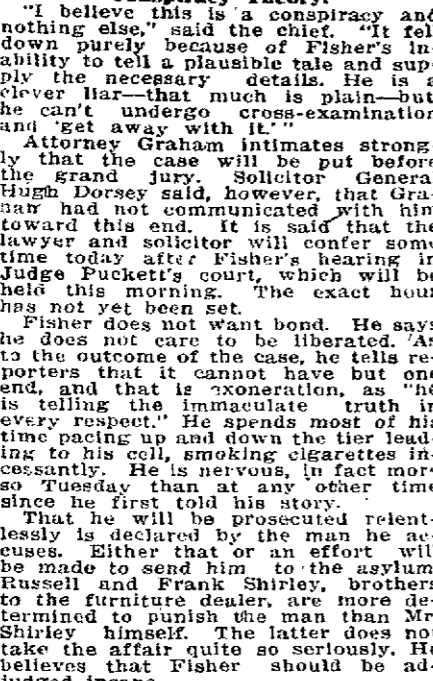 "I believe this is a conspiracy and
nothing else," said the chief. "It fell
down purely because of Fisher's in-
ability to tell a plausible tale and sup-
ply the necessary details. He is a
clever liar—that much is plain—but
he can't undergo cross-examination
and 'get away with it.'"
Attorney Graham intimates strong-
ly that the case will be put before
the grand jury. Solicitor General
Hugh Dorsey said, however, that Gra-
ham had not communicated with him
toward this end. It is said that the
lawyer and solicitor will confer some
time today after Fisher's hearing in
Judge Puckett's court, which will be
held this morning. The exact hour
has not yet been set.
Fisher does not want bond. He says
he does not care to be liberated. As
to the outcome of the case, he tells re-
porters that it cannot have but one
end, and that is exoneration, as "he
is telling the immaculate truth in
every respect." He spends most of his
time pacing up and down the tier lead-
ing to his cell, smoking cigarettes in-
cessantly. He is nervous, in fact more
so Tuesday than at any other time
since he first told his story.
That he will be prosecuted relent-
lessly is declared by the man he ac-
cuses. Either that or an effort will
be made to send him to the asylum.
Russell and Frank Shirley, brothers
to the furniture dealer, are more de-
termined to punish the man than Mr.
Shirley himself. The latter does not
take the affair quite so seriously. He
believes that Fisher should be ad-